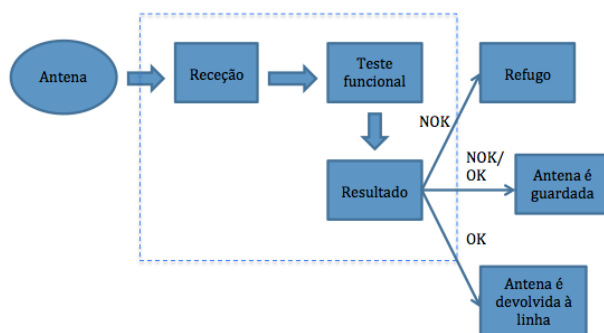 Antena
Receção
Teste
funcional
Refugo
NOK
NOK/
OK
Resultado
Antena é
guardada
OK
Antena é
devolvida à
linha